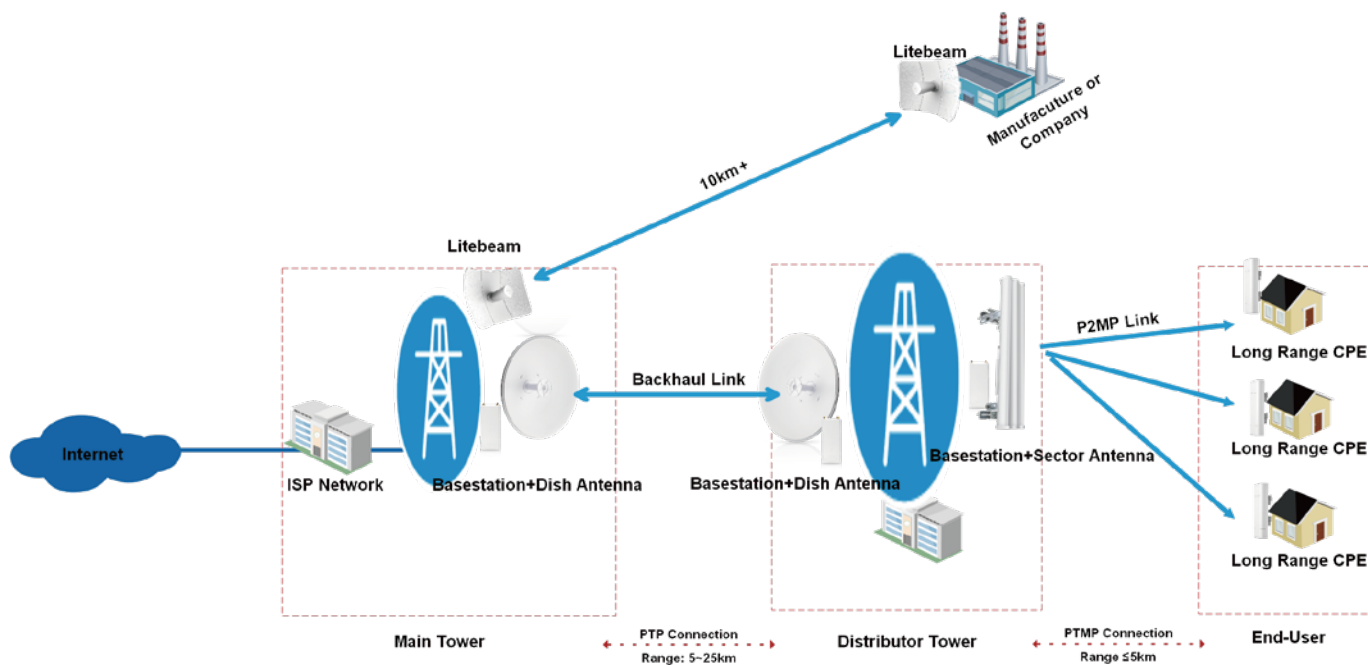 Litebeam
Manufacuture or
Company
10km+
Litebeam
P2MP Link
Long Range CPE
Backhaul Link
Internet
ISP Network
Basestation+Dish Antenna
Basestation+Dish Antenna
Basestation+Sector Antenna
Long Range CPE
Long Range CPE
Main Tower
PTP Connection
Range: 5~25km
Distributor Tower
PTMP Connection
Range ≤5km
End-User